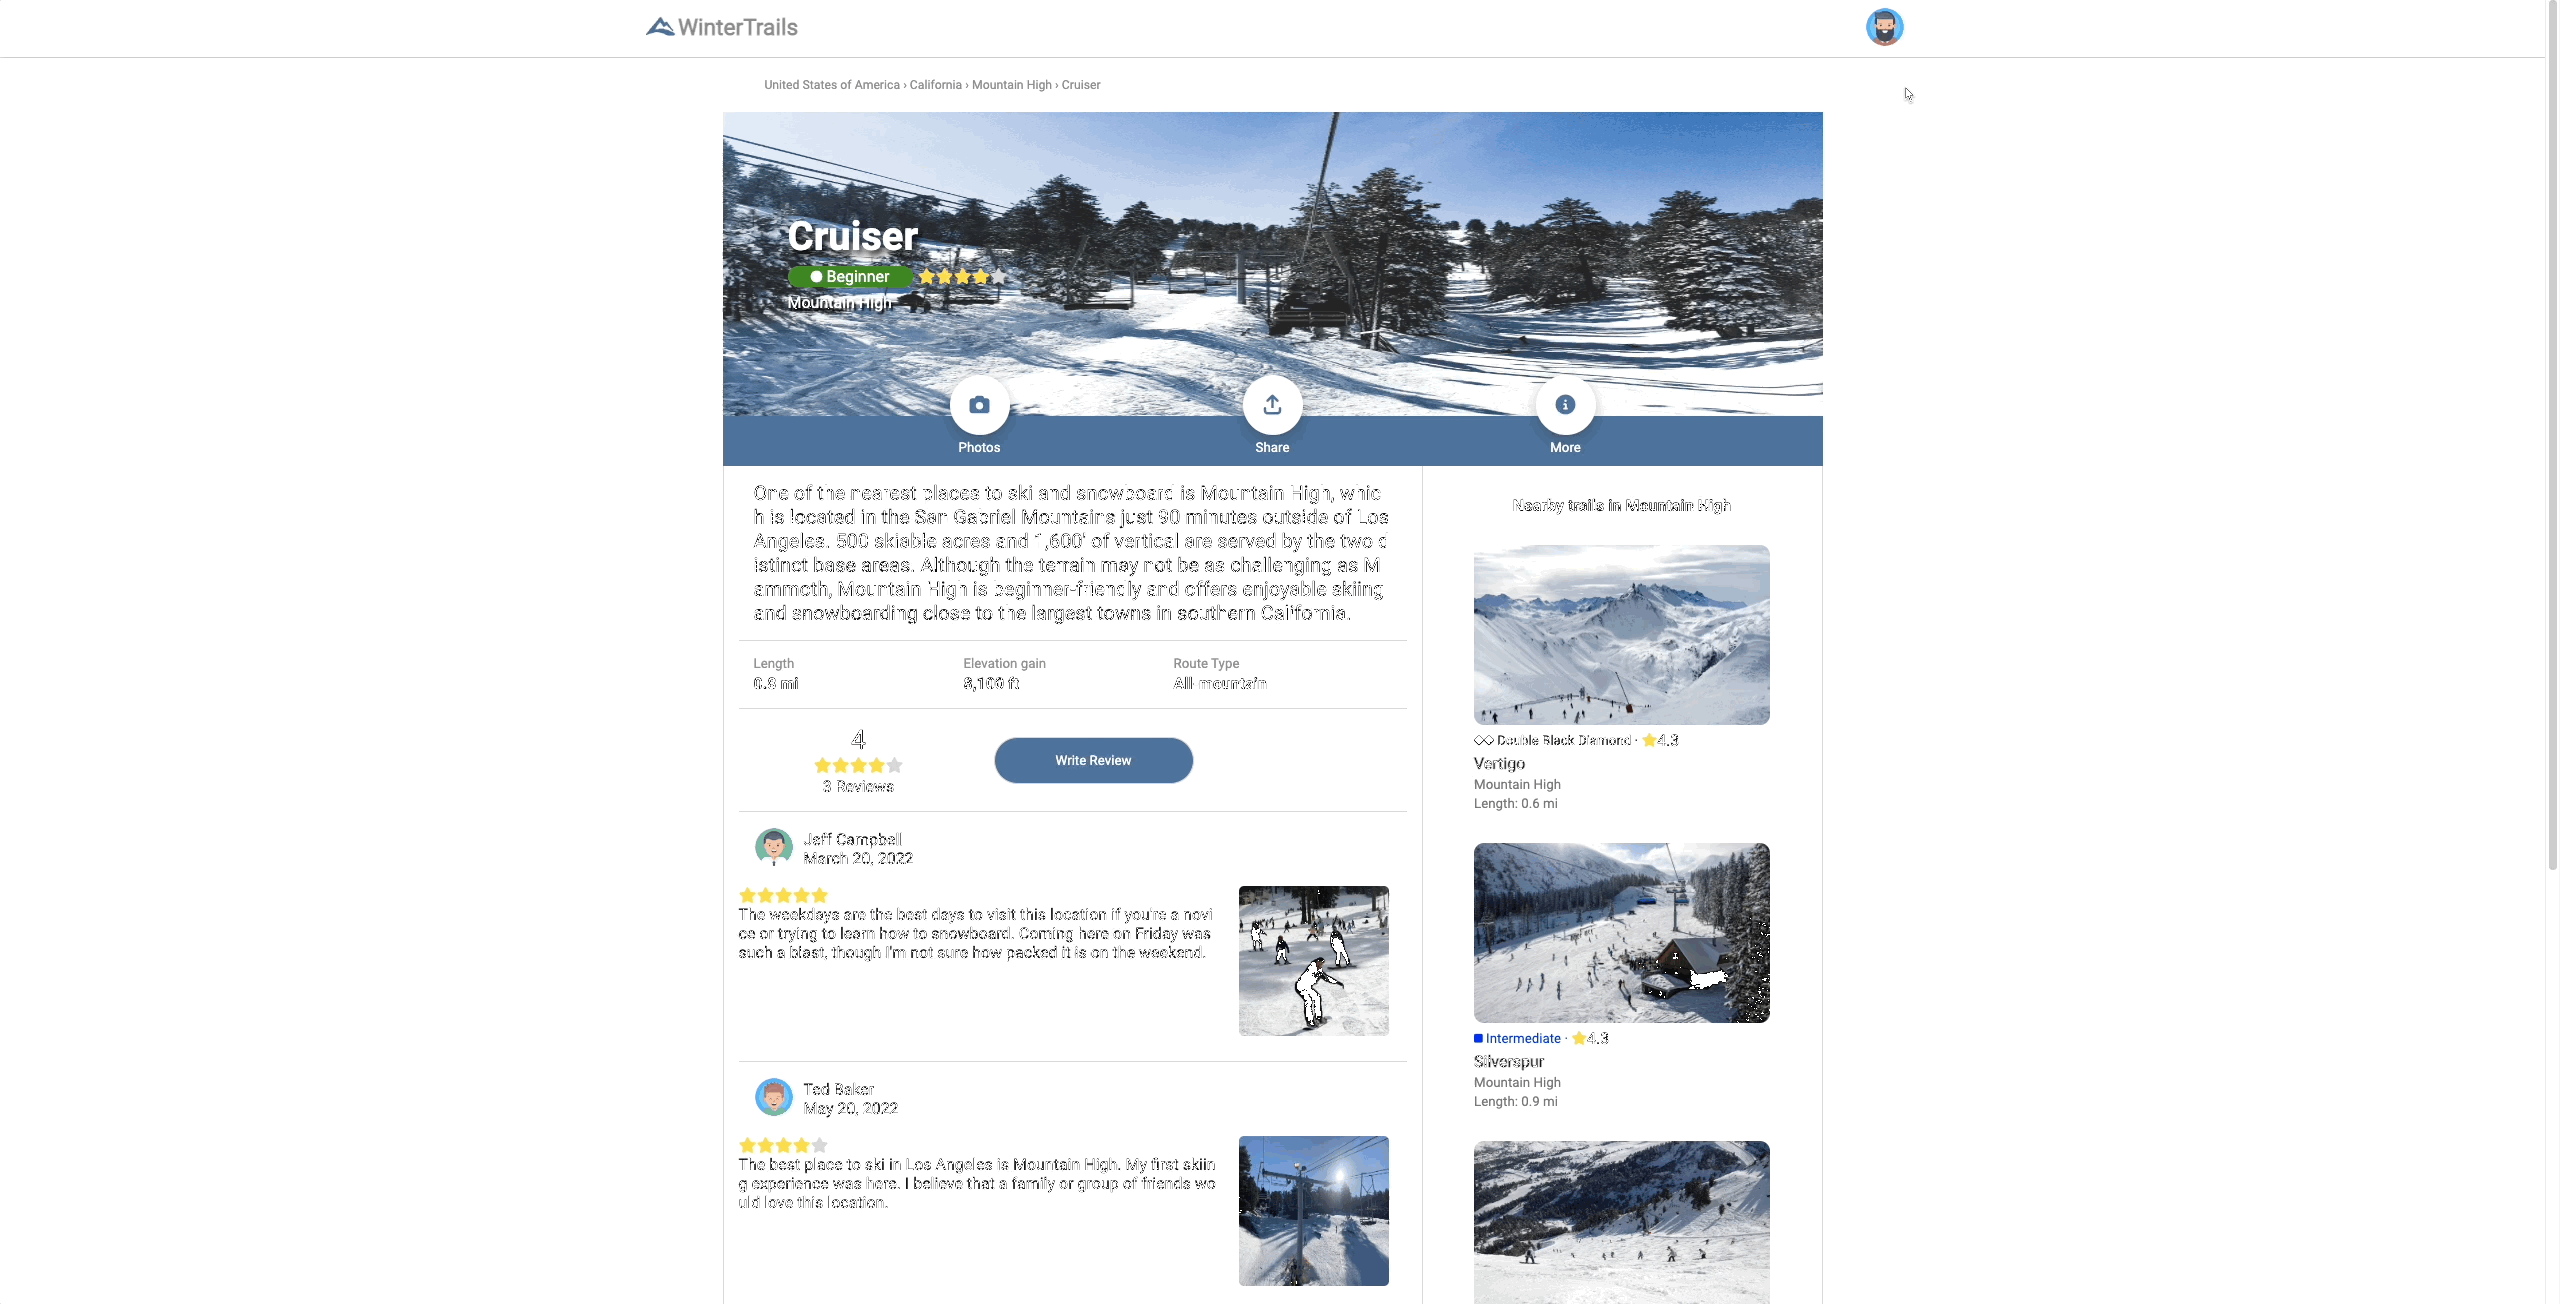 WinterTrails
United States of America › California › Mountain High › Cruiser
Cruiser
Beginner
Mountain High
Photos
Share
More
One of the nearest places to ski and snowboard is Mountain High, whic
h is located in the San Gabriel Mountains just 90 minutes outside of Los
Angeles. 500 skiable acres and 1,600' of vertical are served by the two d
istinct base areas. Although the terrain may not be as challenging as M
ammoth, Mountain High is beginner-friendly and offers enjoyable skiing
and snowboarding close to the largest towns in southern California.
Length
Elevation gain
Route Type
0.8 mi
All-mountain
4
3 Reviews
Write Review
Jeff Campbell
March 20, 2022
The weekdays are the best days to visit this location if you're a novi
ce or trying to learn how to snowboard. Coming here on Friday was
such a blast, though I'm not sure how packed it is on the weekend.
Ted Baker
May 20, 2022
The best place to ski in Los Angeles is Mountain High. My first skiin
g experience was here. I believe that a family or group of friends wo
uld love this location.
Nearby trails in Mountain High
Double Black Diamond · 4.3
Vertigo
Mountain High
Length: 0.6 mi
Intermediate · 4.3
Silverspur
Mountain High
Length: 0.9 mi